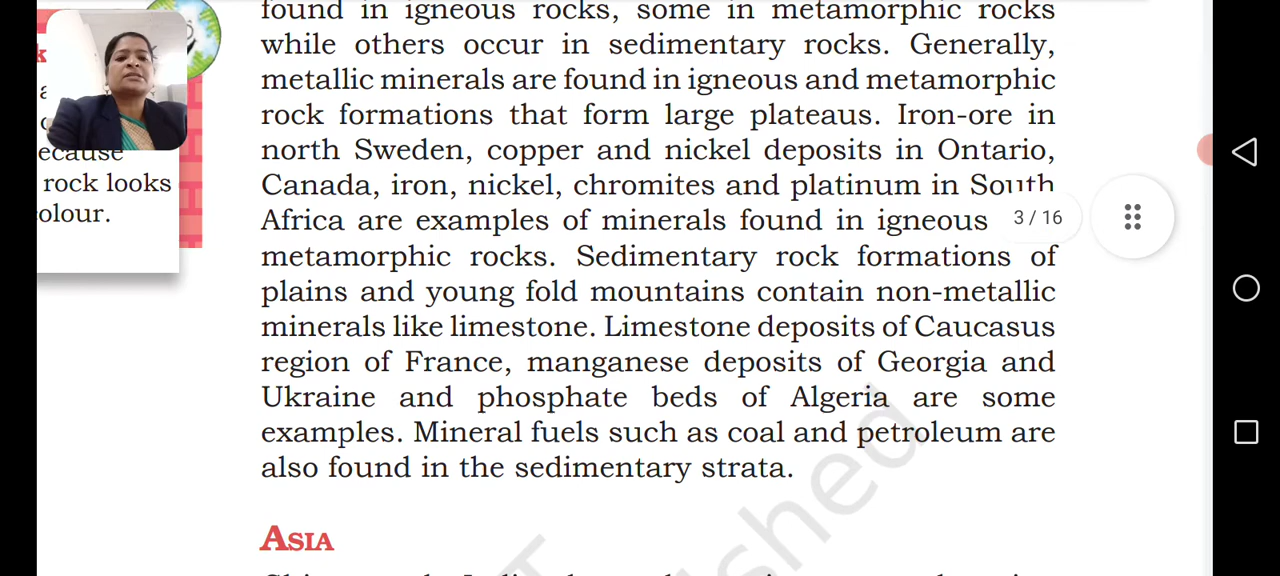 found in igneous rocks, some in metamorphic rocks
while others occur in sedimentary rocks. Generally,
metallic minerals are found in igneous and metamorphic
rock formations that form large plateaus. Iron-ore in
north Sweden, copper and nickel deposits in Ontario,
Canada, iron, nickel, chromites and platinum in South
Africa are examples of minerals found in igneous
metamorphic rocks. Sedimentary rock formations of
plains and young fold mountains contain non-metallic
minerals like limestone. Limestone deposits of Caucasus
region of France, manganese deposits of Georgia and
Ukraine and phosphate beds of Algeria are some
examples. Mineral fuels such as coal and petroleum are
also found in the sedimentary strata.
ASIA
ecause
rock looks
olour.
3 / 16